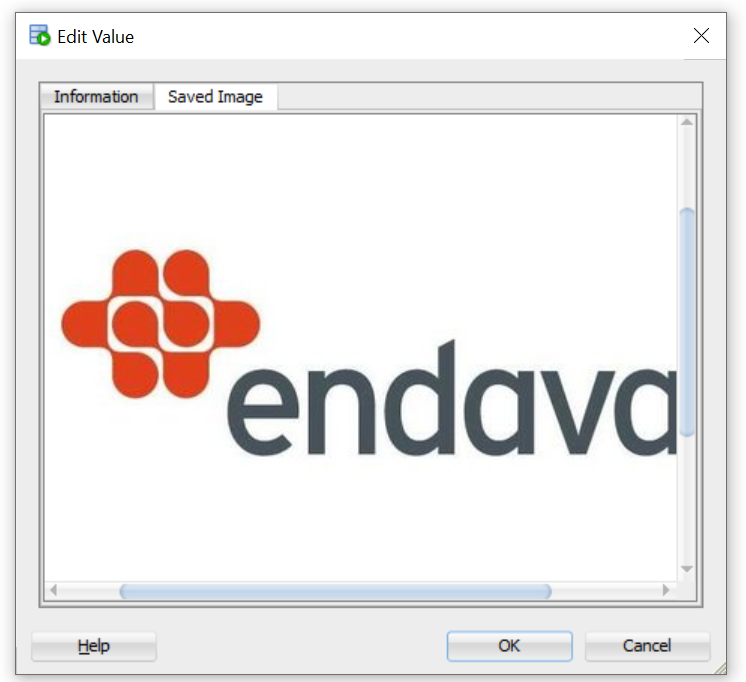 Edit Value
Information Saved Image
endava
Help OK Cancel